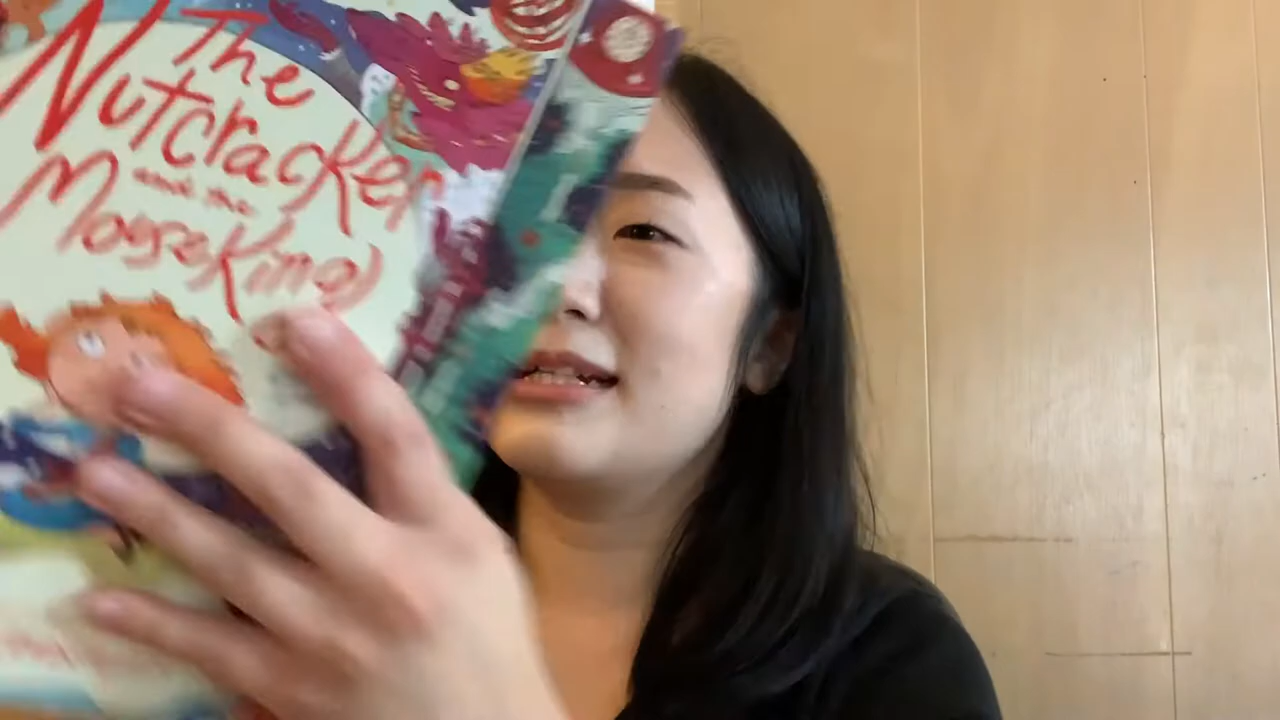 The
Nutcracker
and the
Mouse King